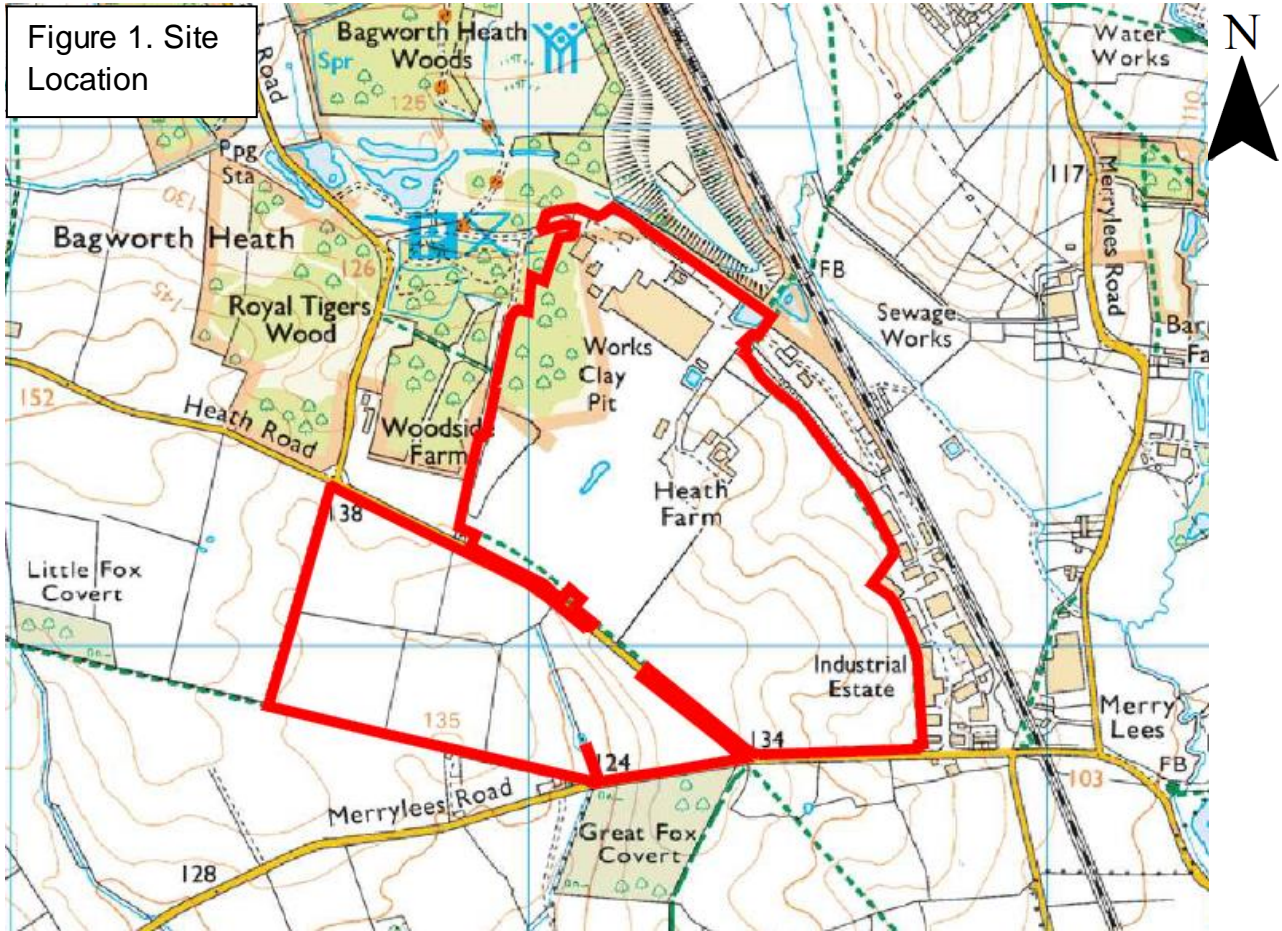 Figure 1. Site
Location
N
Road
Bagworth Heath
Woods
Spr
125
Water
Works
110
Ppg
Sta
130
117
Merrylees Road
Bagworth Heath
126
145
FB
Royal Tigers
Wood
Sewage
Works
Works
Clay
Pit
152
Heath Road
Woodside
Farm
Heath
Farm
138
Little Fox
Covert
Industrial
Estate
135
134
Merry
Lees
124
103
FB
Merrylees Road
Great Fox
Covert
128